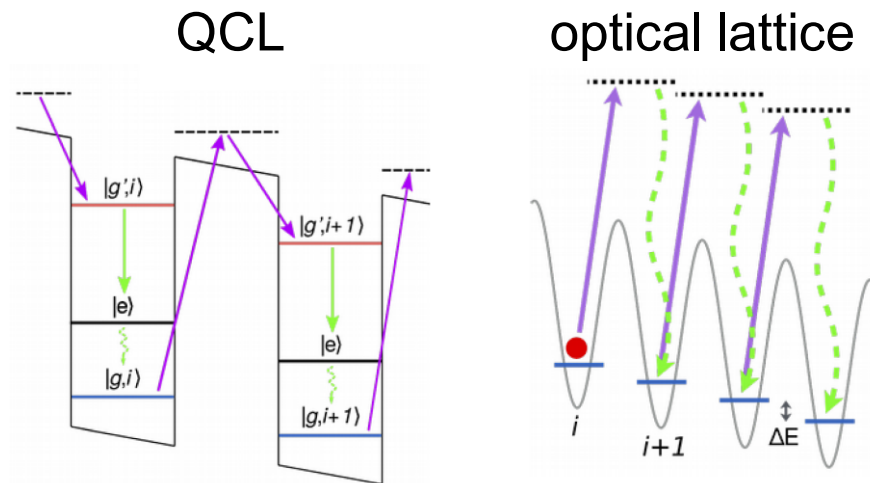 QCL
optical lattice
|g',i⟩
|g',i+1⟩
|e⟩
|e⟩
|g,i⟩
|g,i+1⟩
i
i+1
ΔE